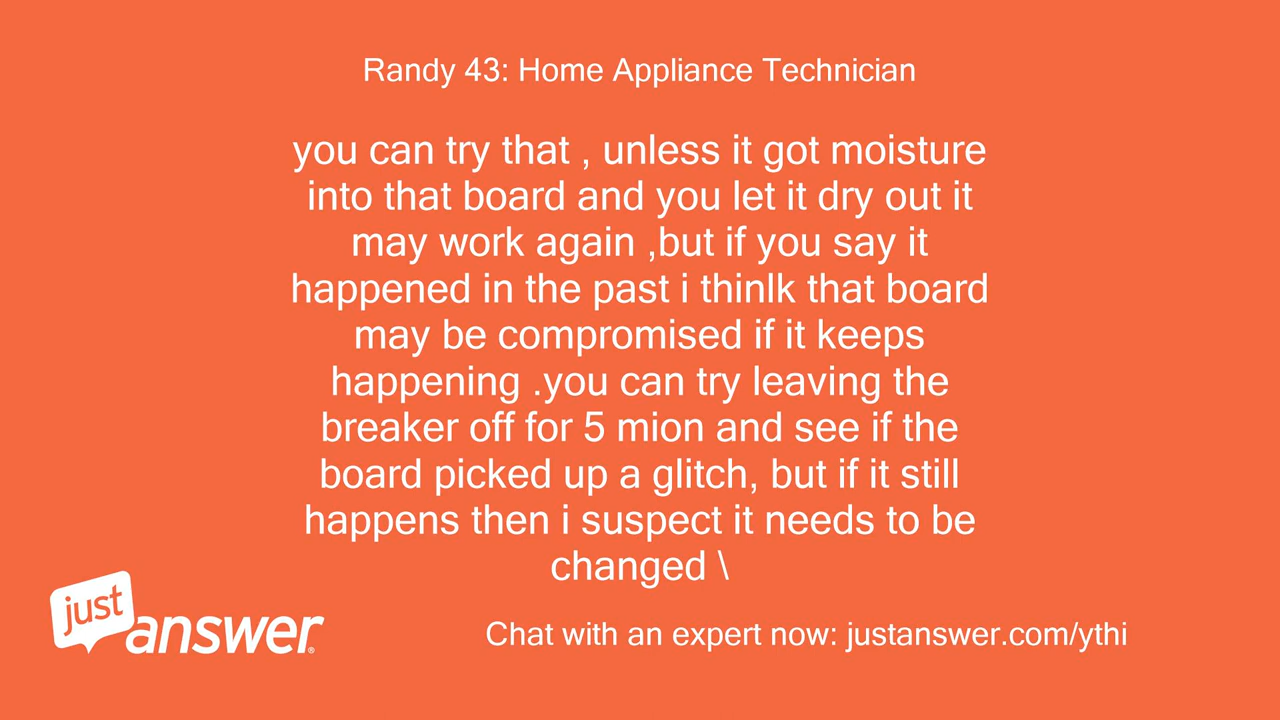 Randy 43: Home Appliance Technician
you can try that , unless it got moisture
into that board and you let it dry out it
may work again ,but if you say it
happened in the past i thinlk that board
may be compromised if it keeps
happening .you can try leaving the
breaker off for 5 mion and see if the
board picked up a glitch, but if it still
happens then i suspect it needs to be
changed \
just
answer®
Chat with an expert now: justanswer.com/ythi